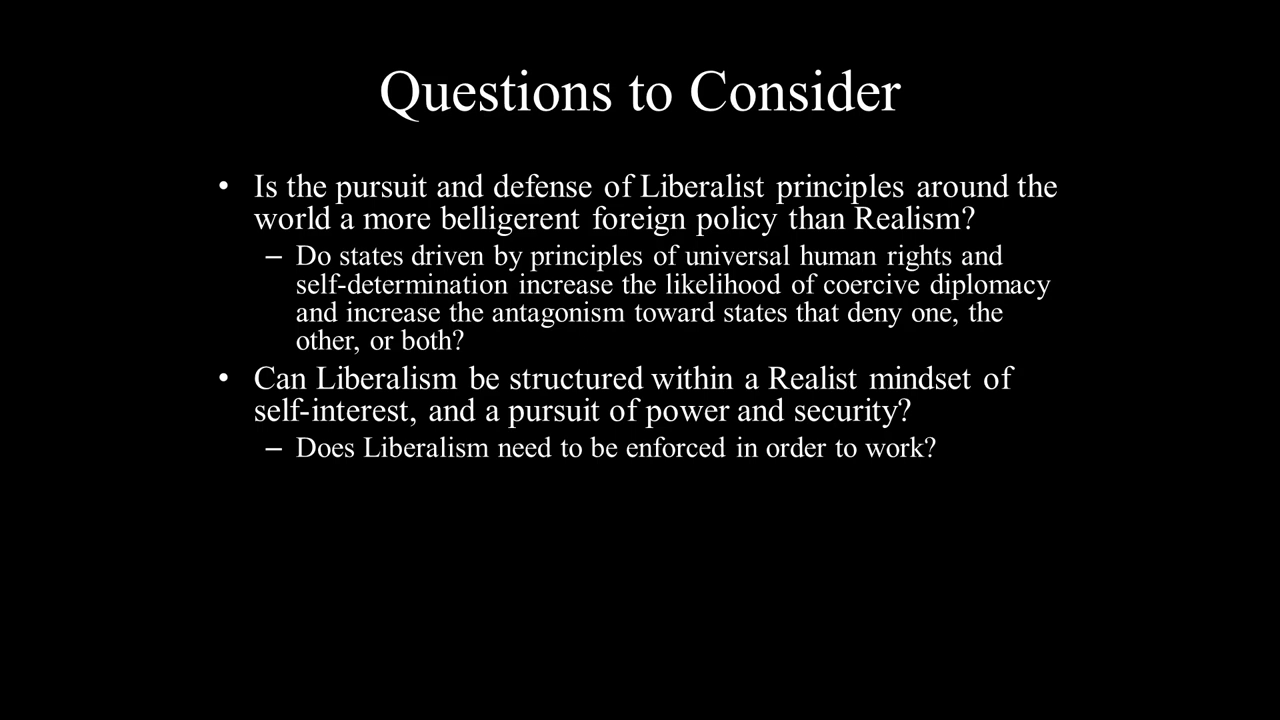 Questions to Consider
• Is the pursuit and defense of Liberalist principles around the
world a more belligerent foreign policy than Realism?
– Do states driven by principles of universal human rights and
self-determination increase the likelihood of coercive diplomacy
and increase the antagonism toward states that deny one, the
other, or both?
• Can Liberalism be structured within a Realist mindset of
self-interest, and a pursuit of power and security?
– Does Liberalism need to be enforced in order to work?